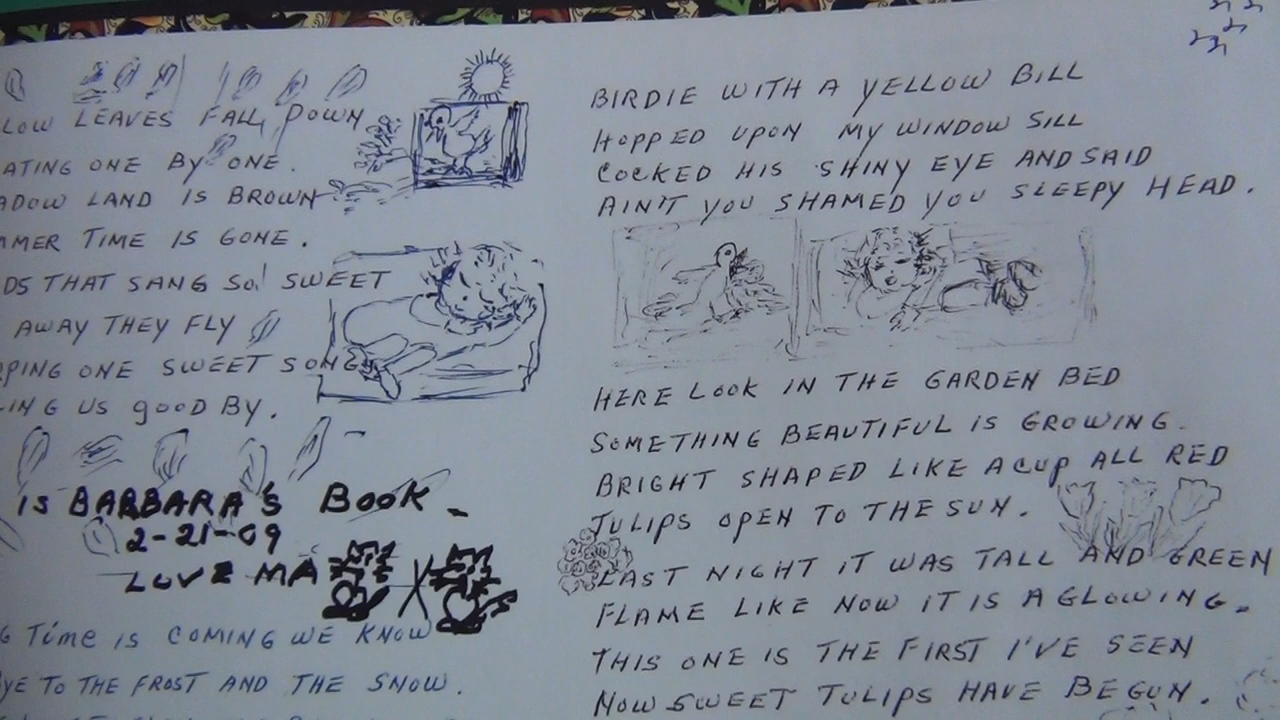 LOW LEAVES FALL DOWN
ATING ONE BY ONE.
ADOW LAND IS BROWN
MMER TIME IS GONE.
DS THAT SANG SO SWEET
AWAY THEY FLY
PPING ONE SWEET SONG
ING US gOOD BY.
IS BARBARA'S BOOK -
2-21-09
LOVE MA
G TIME IS COMING WE KNOW
YE TO THE FROST AND THE SNOW.
BIRDIE WITH A YELLOW BILL
HOPPED UPON MY WINDOW SILL
COCKED HIS SHINY EYE AND SAID
AIN'T YOU SHAMED YOU SLEEPY HEAD.
HERE LOOK IN THE GARDEN BED
SOMETHING BEAUTIFUL IS GROWING.
BRIGHT SHAPED LIKE A CUP ALL RED
TULIPS OPEN TO THE SUN.
LAST NIGHT IT WAS TALL AND GREEN
FLAME LIKE NOW IT IS A GLOWING.
THIS ONE IS THE FIRST I'VE SEEN
NOW SWEET TULIPS HAVE BEGUN.